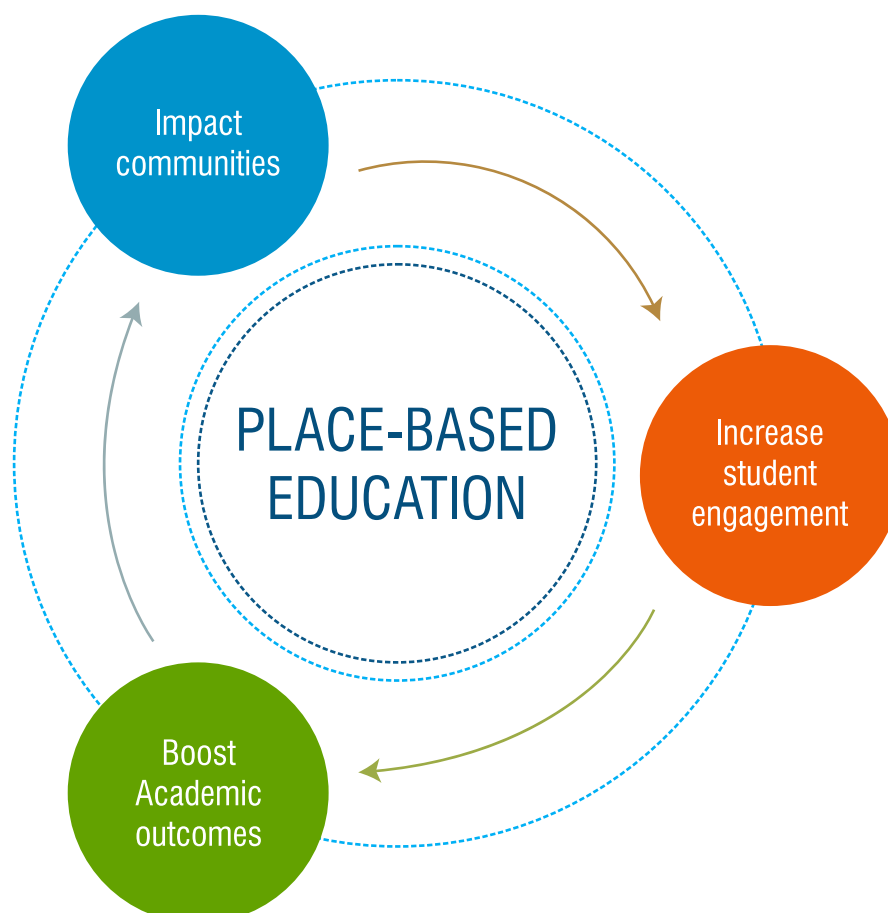 Impact
communities
PLACE-BASED
EDUCATION
Increase
student
engagement
Boost
Academic
outcomes